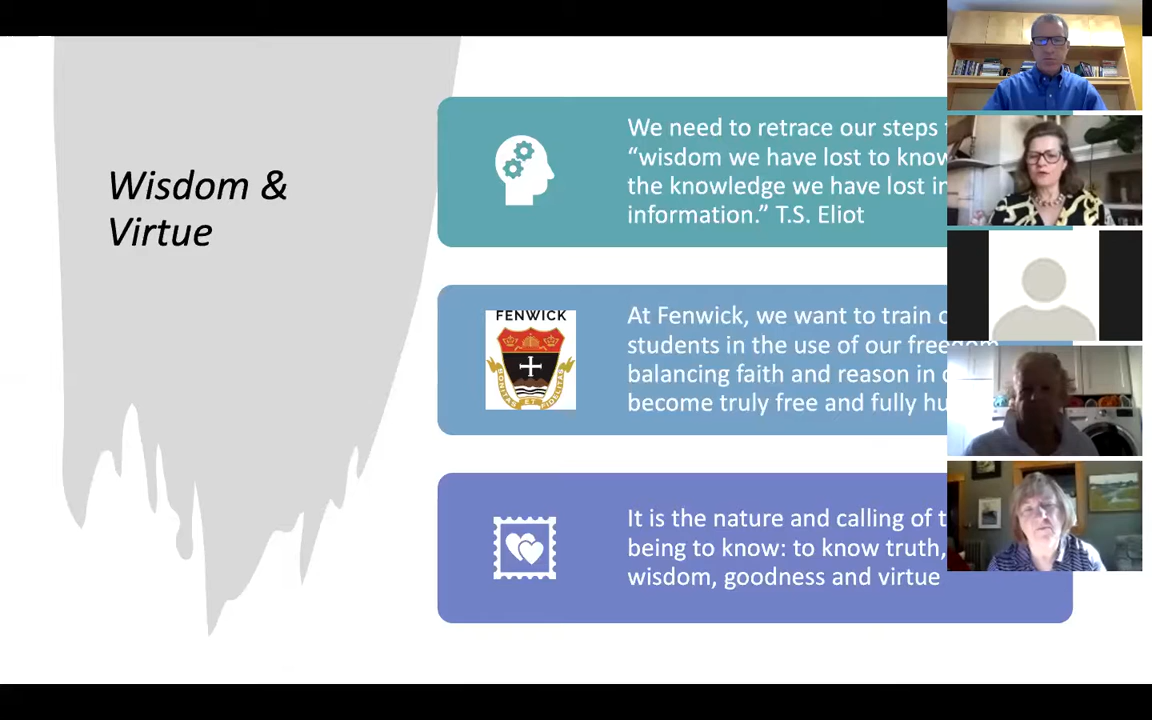 Wisdom &
Virtue
We need to retrace our steps
“wisdom we have lost to
the knowledge we have lost in
information.” T.S. Eliot
FENWICK
BONITAS ET FIDELITAS
At Fenwick, we want to train
students in the use of our freedom
balancing faith and reason in
become truly free and fully
It is the nature and calling of
being to know: to know truth,
wisdom, goodness and virtue